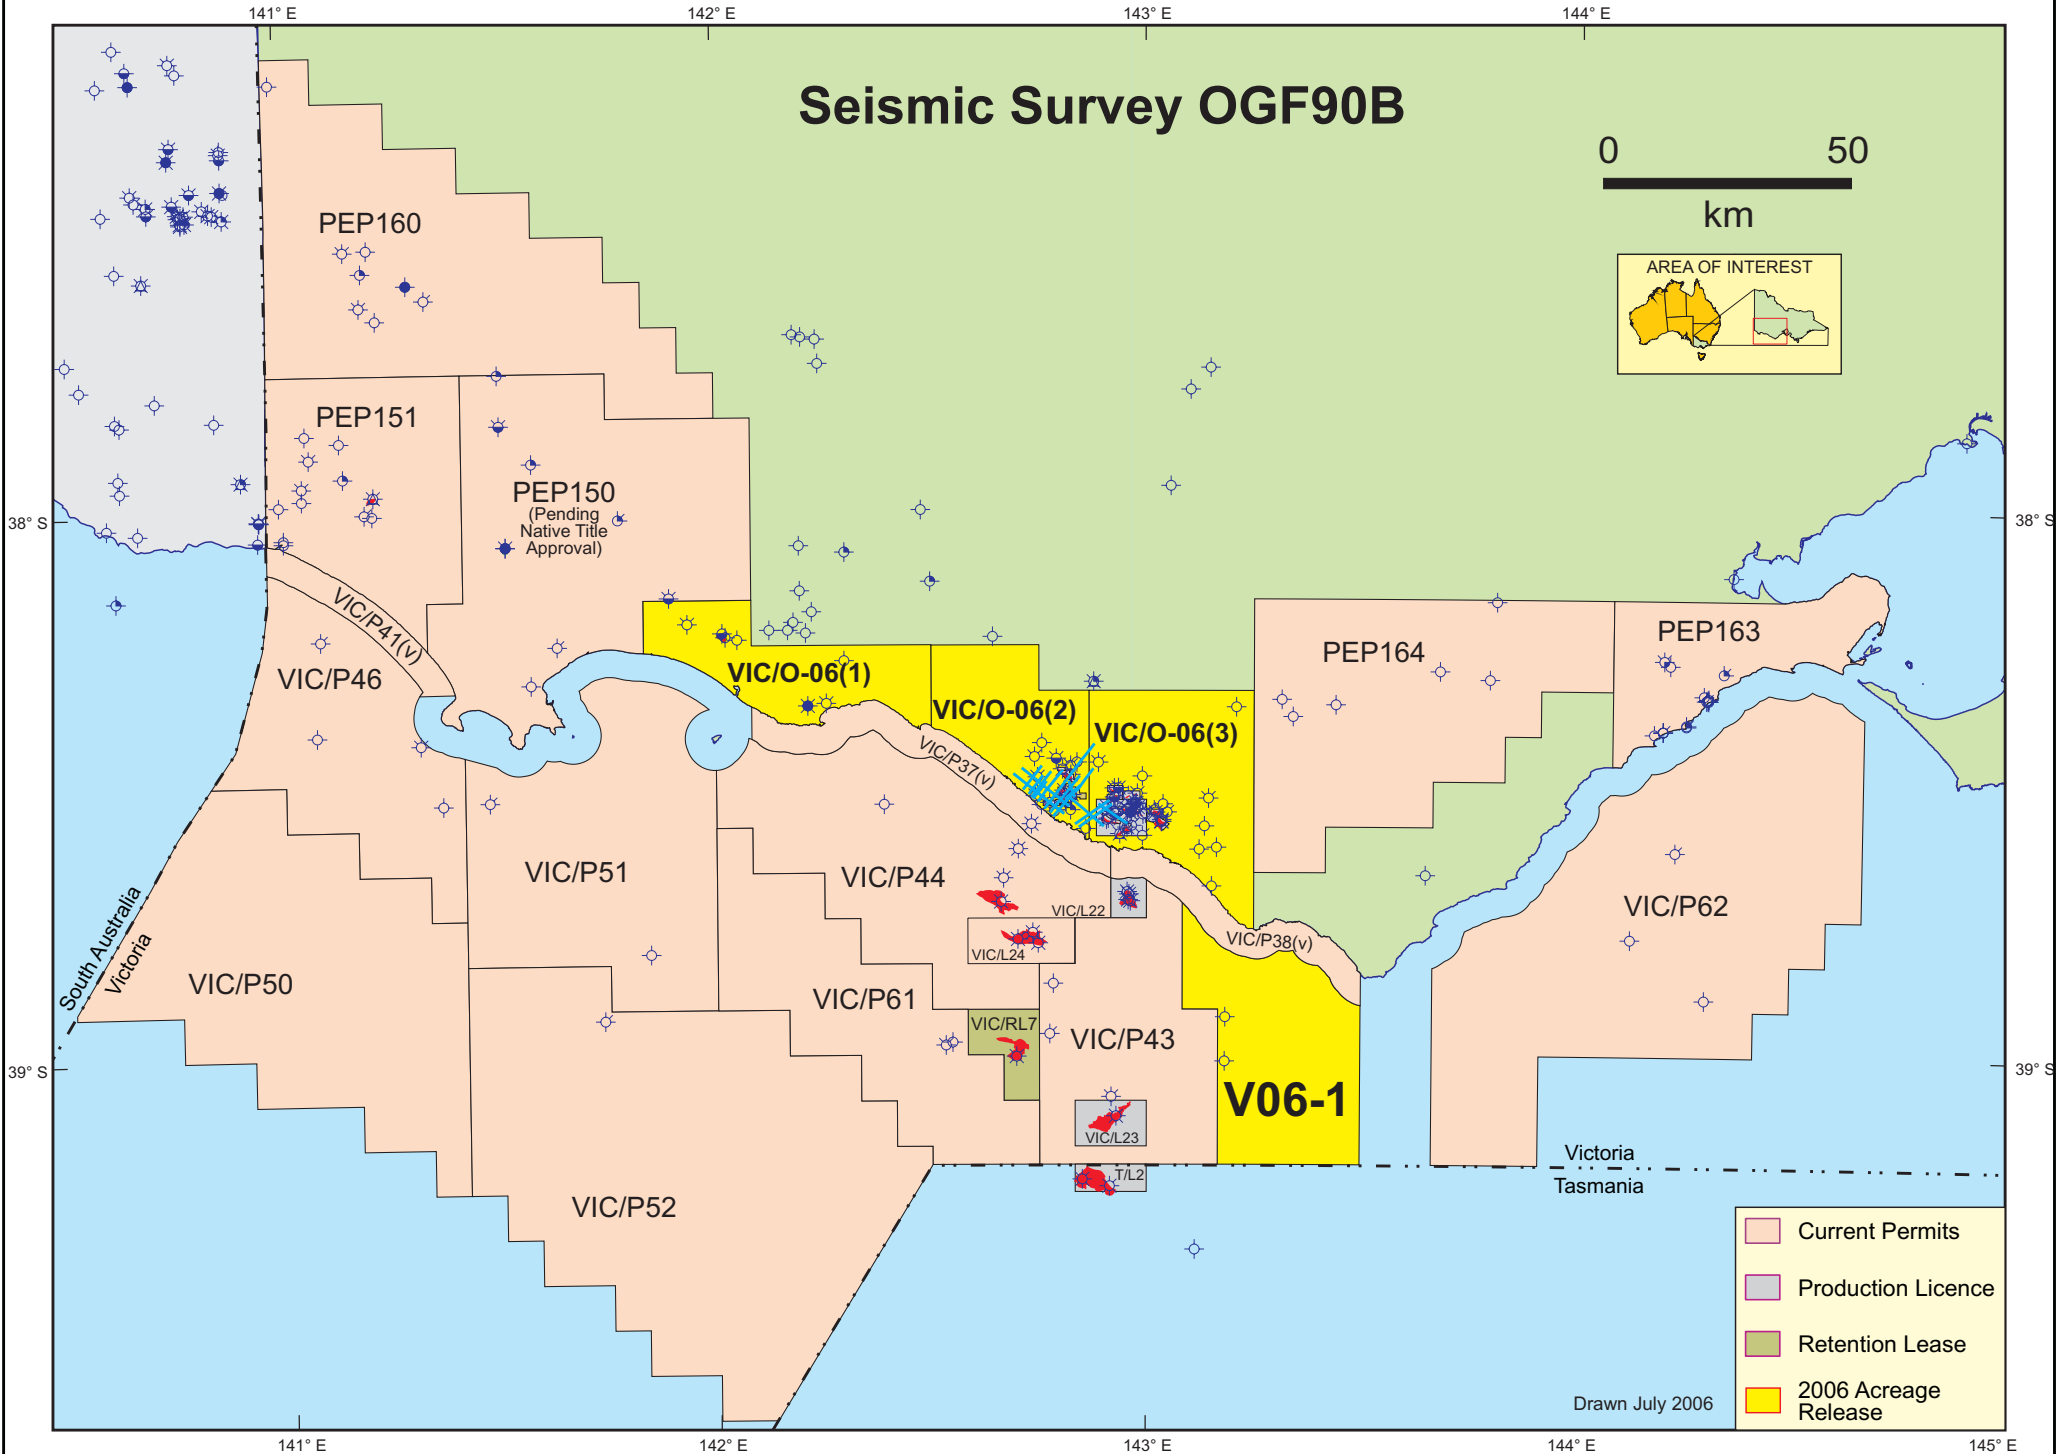 141° E
142° E
143° E
144° E
Seismic Survey OGF90B
0 50
km
AREA OF INTEREST
PEP160
PEP151
PEP150
(Pending
Native Title
Approval)
38° S
38° S
VIC/P41(v)
VIC/P46
VIC/O-06(1)
VIC/O-06(2)
VIC/O-06(3)
PEP164
PEP163
VIC/P37(v)
VIC/P51
VIC/P44
VIC/L22
VIC/P62
VIC/P38(v)
VIC/L24
South Australia
Victoria
VIC/P50
VIC/P61
VIC/RL7
VIC/P43
39° S
39° S
V06-1
VIC/L23
T/L2
Victoria
Tasmania
VIC/P52
Current Permits
Production Licence
Retention Lease
2006 Acreage
Release
Drawn July 2006
141° E
142° E
143° E
144° E
145° E